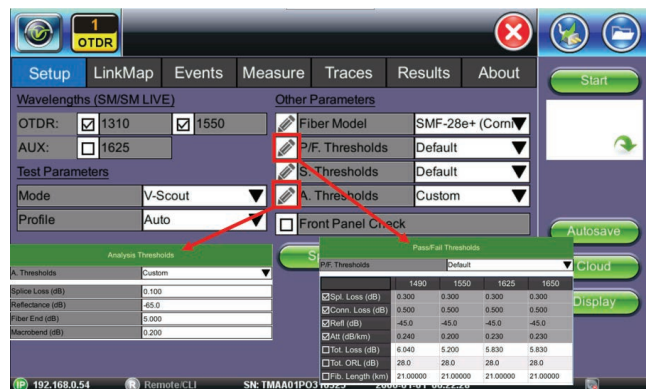 1
OTDR
Setup LinkMap Events Measure Traces Results About
Start
Wavelengths (SM/SM LIVE) Other Parameters
OTDR: 1310 1550 Fiber Model SMF-28e+ (Corni
AUX: 1625 P/F. Thresholds Default
Test Parameters S. Thresholds Default
Mode V-Scout A. Thresholds Custom
Profile Auto Front Panel Check
Autosave
Cloud
Display
Analysis Thresholds
A. Thresholds Custom
Splice Loss (dB) 0.100
Reflectance (dB) -65.0
Fiber End (dB) 5.000
Macrobend (dB) 0.200
Pass/Fail Thresholds
P/F. Thresholds Default
1490 1550 1625 1650
Spl. Loss (dB) 0.300 0.300 0.300 0.300
Conn. Loss (dB) 0.500 0.500 0.500 0.500
Refl (dB) -45.0 -45.0 -45.0 -45.0
Att (dB/km) 0.240 0.200 0.230 0.230
Tot. Loss (dB) 6.040 5.200 5.830 5.830
Tot. ORL (dB) 28.0 28.0 28.0 28.0
Fib. Length (km) 21.00000 21.00000 21.00000 21.00000
IP 192.168.0.54 R Remote/CLI SN: